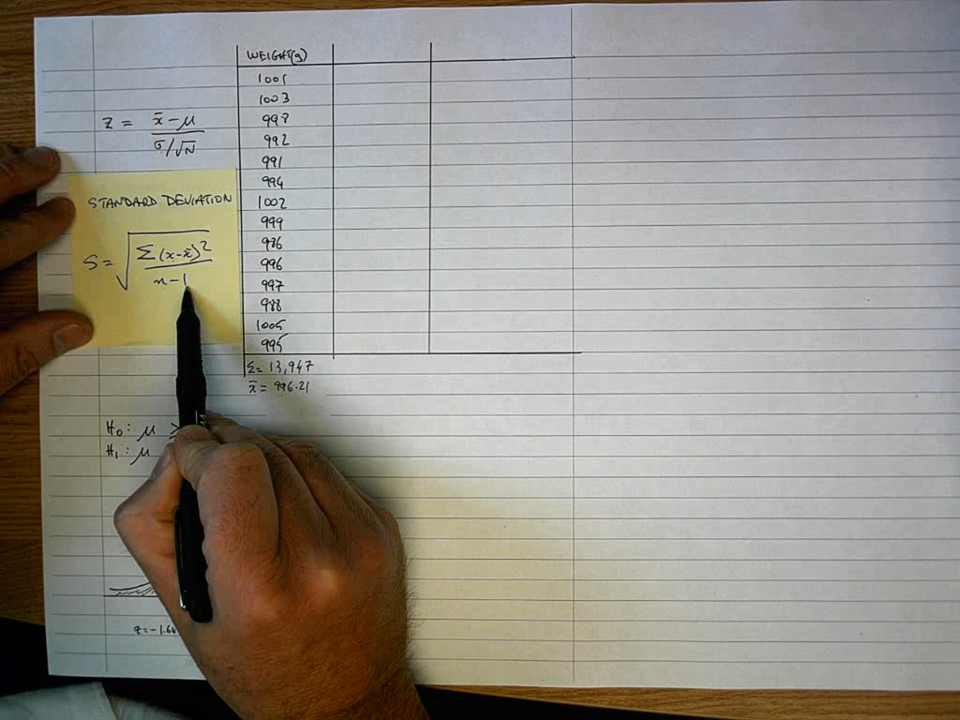 WEIGHT(g)
1001
1003
998
Z = x̄ - μ / σ/√N
992
991
994
STANDARD DEVIATION
1002
999
986
S = √ Σ(x-x̄)² / n-1
996
997
988
1005
995
Σ = 13,947
x̄ = 996.21
H₀: μ ≥
H₁: μ